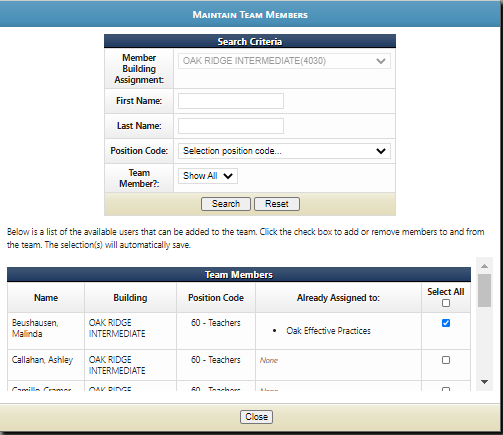 Maintain Team Members
Search Criteria
Member
Building
Assignment:
OAK RIDGE INTERMEDIATE(4030)
First Name:
Last Name:
Position Code:
Selection position code...
Team
Member?:
Show All
Search
Reset
Below is a list of the available users that can be added to the team. Click the check box to add or remove members to and from
the team. The selection(s) will automatically save.
Team Members
Name
Building
Position Code
Already Assigned to:
Select All
Beushausen,
Malinda
OAK RIDGE
INTERMEDIATE
60 - Teachers
• Oak Effective Practices
Callahan, Ashley
OAK RIDGE
INTERMEDIATE
60 - Teachers
None
Camille, Cramer
OAK RIDGE
60 - Teachers
None
Close